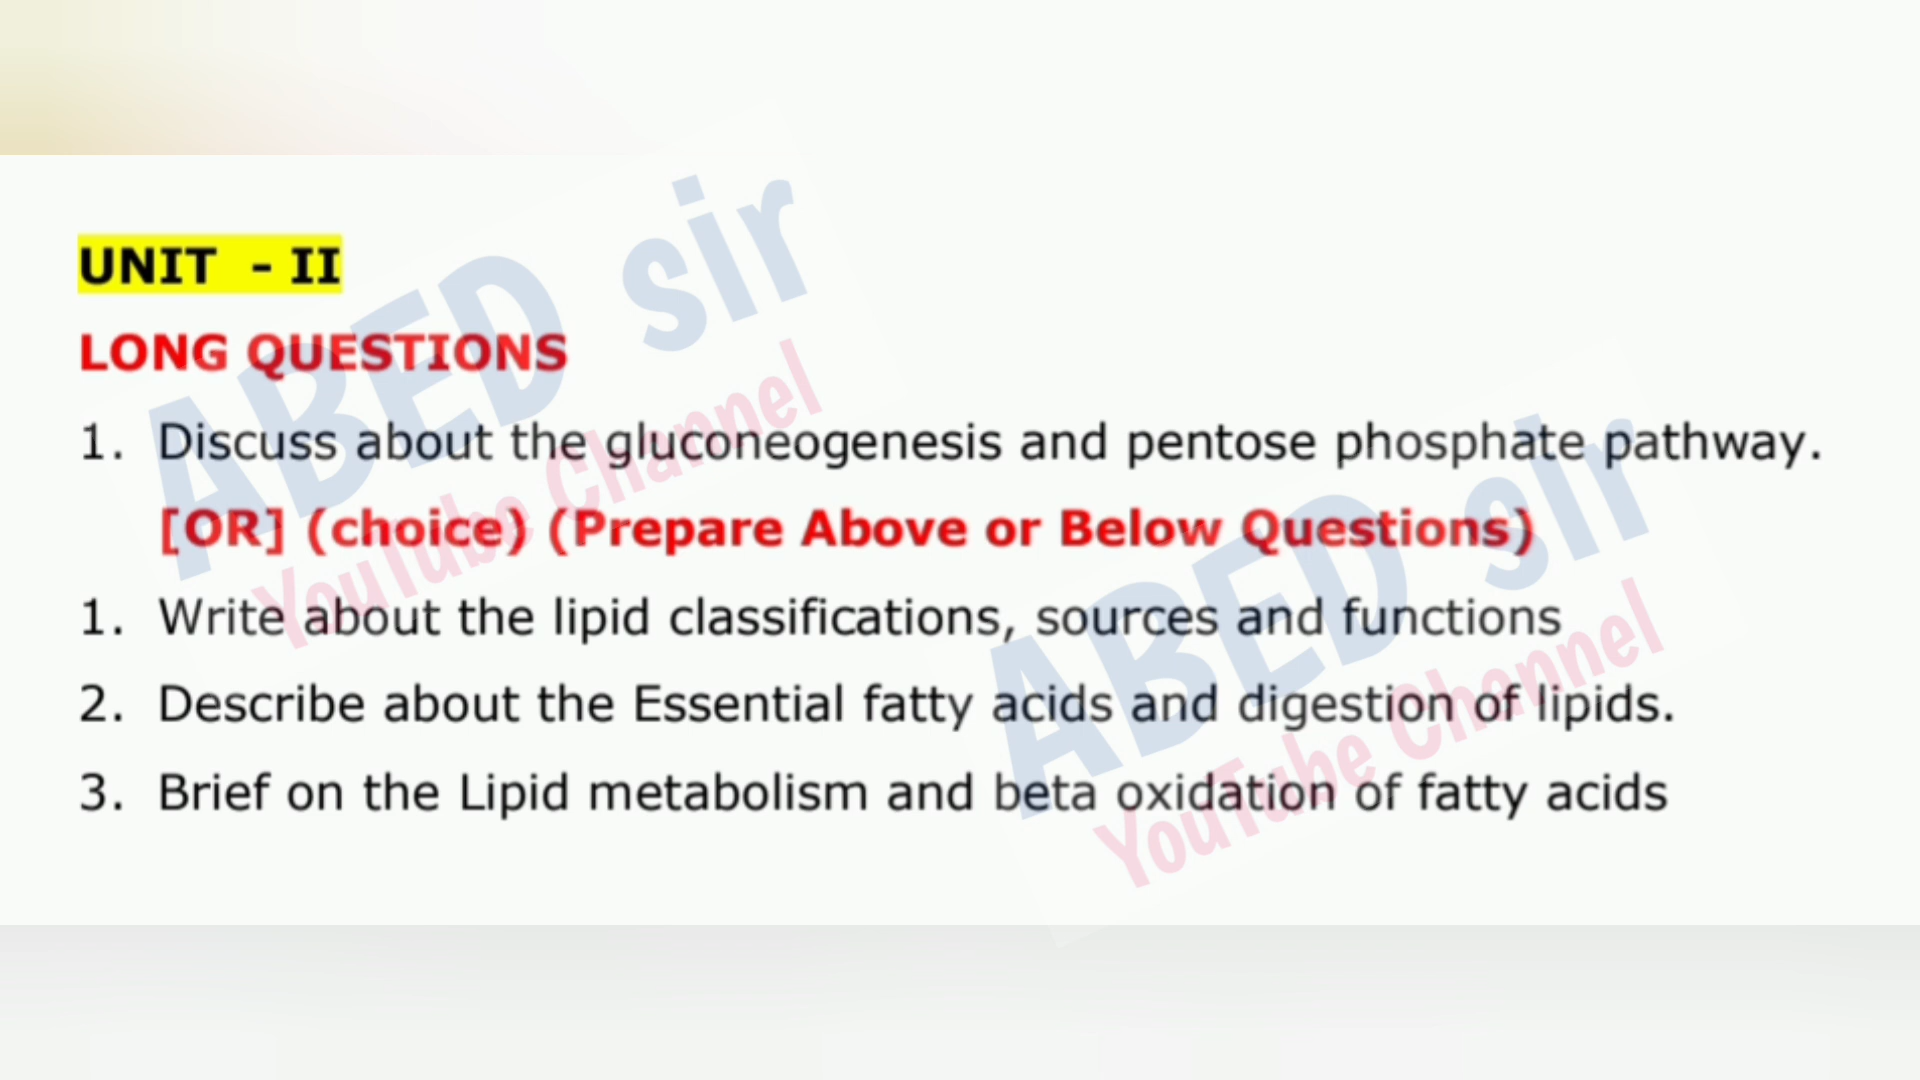 UNIT - II
LONG QUESTIONS
1. Discuss about the gluconeogenesis and pentose phosphate pathway.
[OR] (choice) (Prepare Above or Below Questions)
1. Write about the lipid classifications, sources and functions
2. Describe about the Essential fatty acids and digestion of lipids.
3. Brief on the Lipid metabolism and beta oxidation of fatty acids
ABED sir
YouTube Channel
ABED sir
YouTube Channel